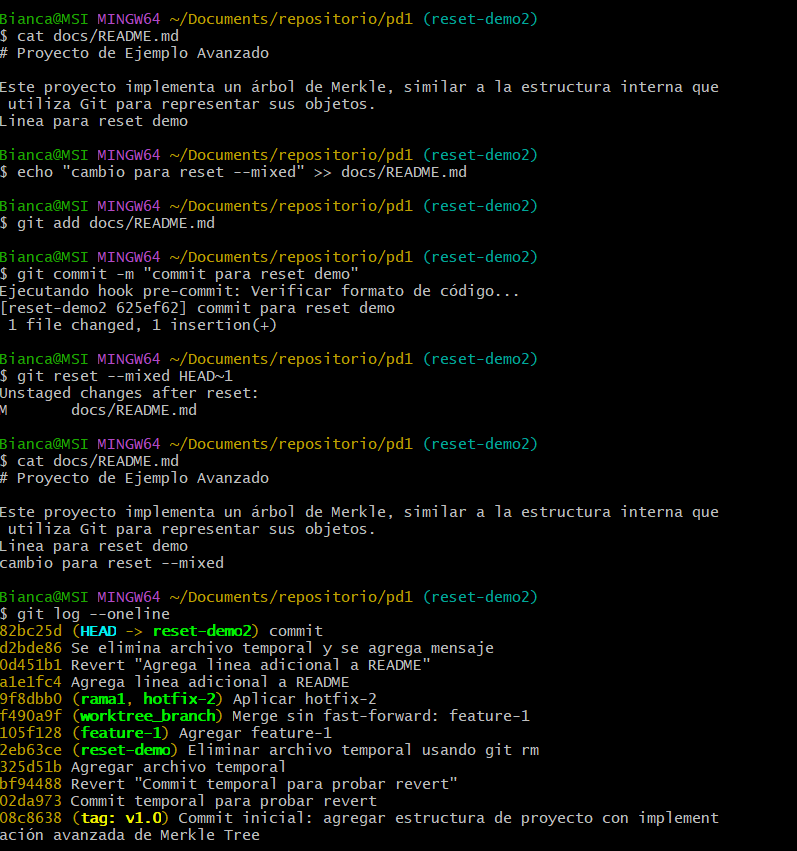 Bianca@MSI MINGW64 ~/Documents/repositorio/pd1 (reset-demo2)
$ cat docs/README.md
# Proyecto de Ejemplo Avanzado
Este proyecto implementa un árbol de Merkle, similar a la estructura interna que
utiliza Git para representar sus objetos.
Linea para reset demo
Bianca@MSI MINGW64 ~/Documents/repositorio/pd1 (reset-demo2)
$ echo "cambio para reset --mixed" >> docs/README.md
Bianca@MSI MINGW64 ~/Documents/repositorio/pd1 (reset-demo2)
$ git add docs/README.md
Bianca@MSI MINGW64 ~/Documents/repositorio/pd1 (reset-demo2)
$ git commit -m "commit para reset demo"
Ejecutando hook pre-commit: Verificar formato de código...
[reset-demo2 625ef62] commit para reset demo
1 file changed, 1 insertion(+)
Bianca@MSI MINGW64 ~/Documents/repositorio/pd1 (reset-demo2)
$ git reset --mixed HEAD~1
Unstaged changes after reset:
M docs/README.md
Bianca@MSI MINGW64 ~/Documents/repositorio/pd1 (reset-demo2)
$ cat docs/README.md
# Proyecto de Ejemplo Avanzado
Este proyecto implementa un árbol de Merkle, similar a la estructura interna que
utiliza Git para representar sus objetos.
Linea para reset demo
cambio para reset --mixed
Bianca@MSI MINGW64 ~/Documents/repositorio/pd1 (reset-demo2)
$ git log --oneline
82bc25d (HEAD -> reset-demo2) commit
d2bde86 Se elimina archivo temporal y se agrega mensaje
0d451b1 Revert "Agrega linea adicional a README"
a1e1fc4 Agrega linea adicional a README
9f8dbb0 (rama1, hotfix-2) Aplicar hotfix-2
f490a9f (worktree_branch) Merge sin fast-forward: feature-1
105f128 (feature-1) Agregar feature-1
2eb63ce (reset-demo) Eliminar archivo temporal usando git rm
325d51b Agregar archivo temporal
bf94488 Revert "Commit temporal para probar revert"
02da973 Commit temporal para probar revert
08c8638 (tag: v1.0) Commit inicial: agregar estructura de proyecto con implement
ación avanzada de Merkle Tree